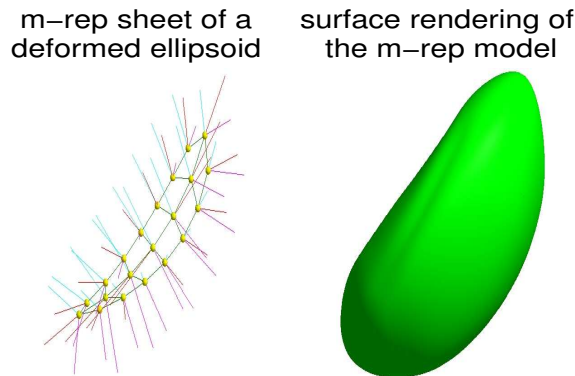 m−rep sheet of a
deformed ellipsoid
surface rendering of
the m−rep model